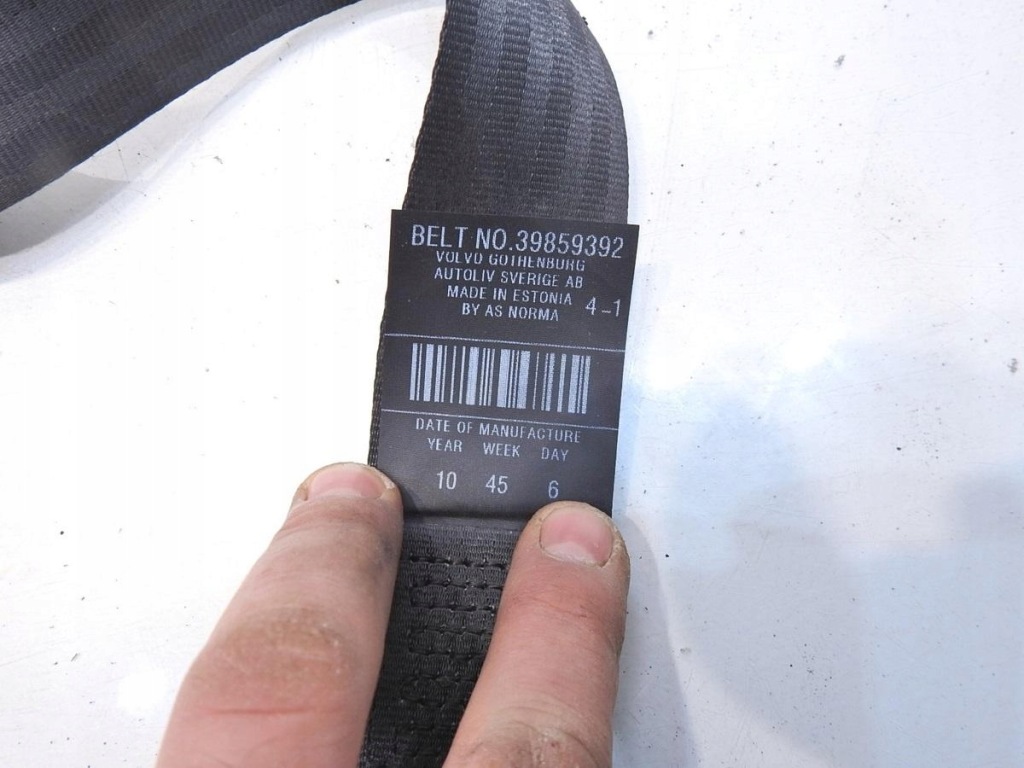 BELT NO.39859392
VOLVO GOTHENBURG
AUTOLIV SVERIGE AB
MADE IN ESTONIA 4-1
BY AS NORMA
DATE OF MANUFACTURE
YEAR WEEK DAY
10 45 6